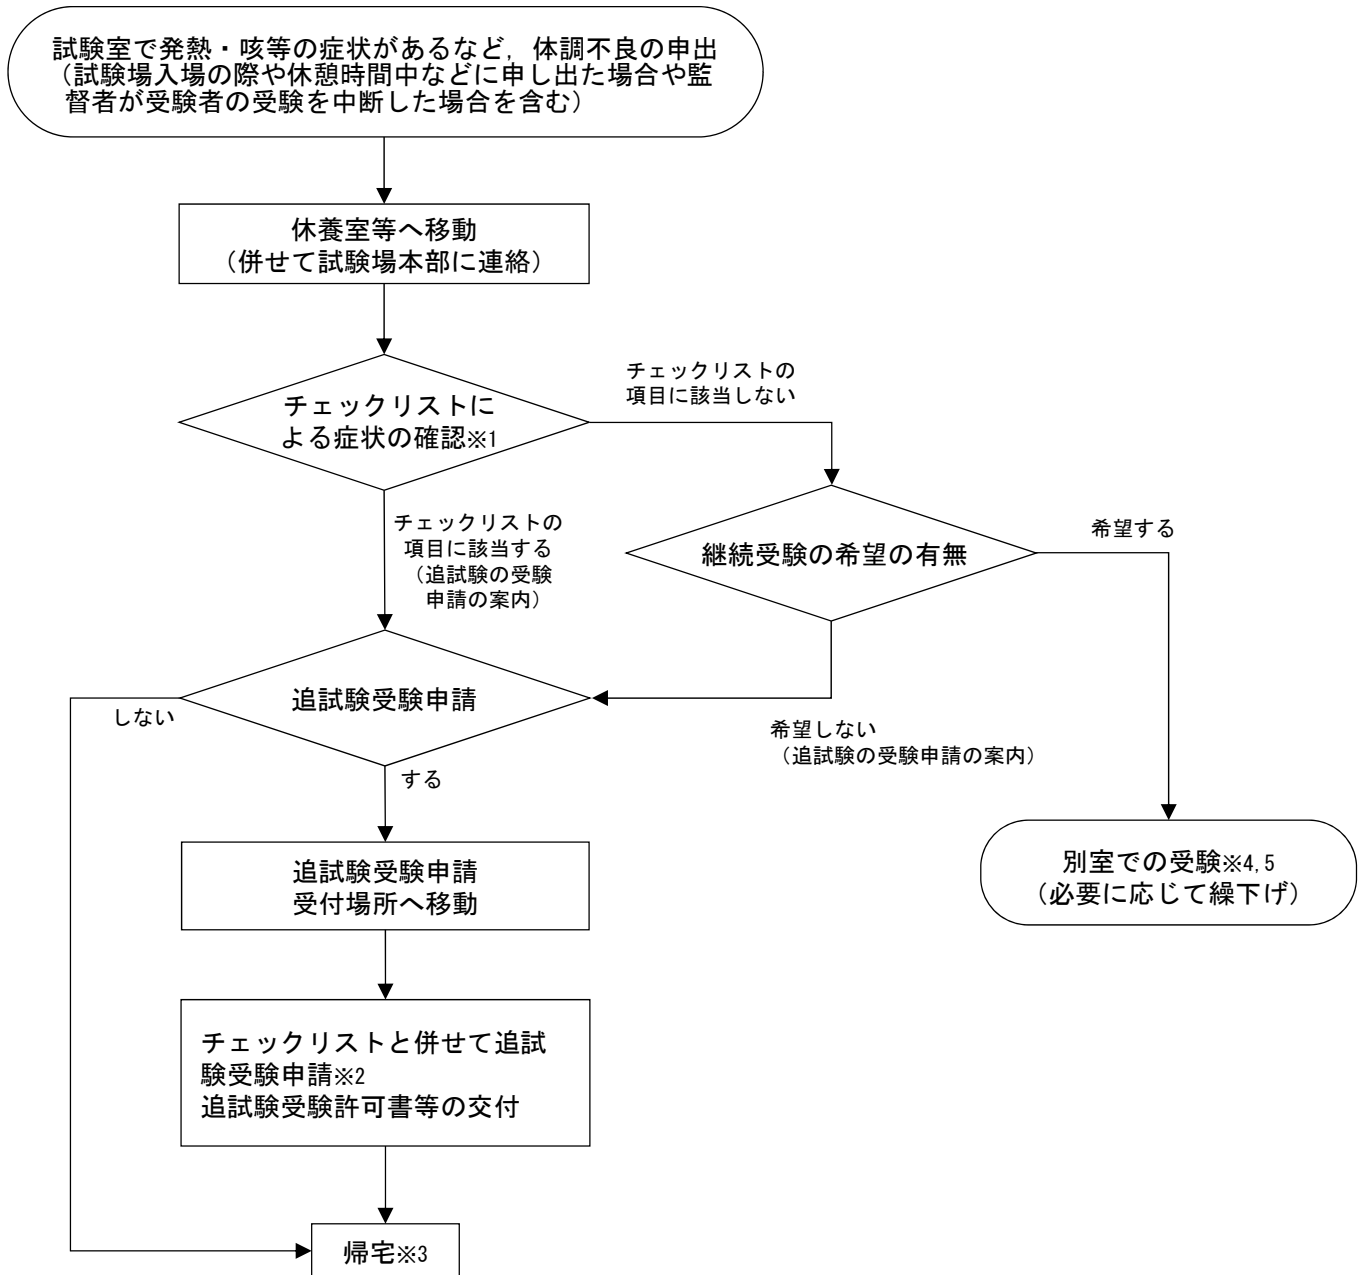 試験室で発熱・咳等の症状があるなど，体調不良の申出
（試験場入場の際や休憩時間中などに申し出た場合や監
督者が受験者の受験を中断した場合を含む）
休養室等へ移動
（併せて試験場本部に連絡）
チェックリストに
よる症状の確認※1
チェックリストの
項目に該当しない
チェックリストの
項目に該当する
（追試験の受験
申請の案内）
継続受験の希望の有無
希望する
追試験受験申請
しない
希望しない
（追試験の受験申請の案内）
する
追試験受験申請
受付場所へ移動
別室での受験※4,5
（必要に応じて繰下げ）
チェックリストと併せて追試
験受験申請※2
追試験受験許可書等の交付
帰宅※3